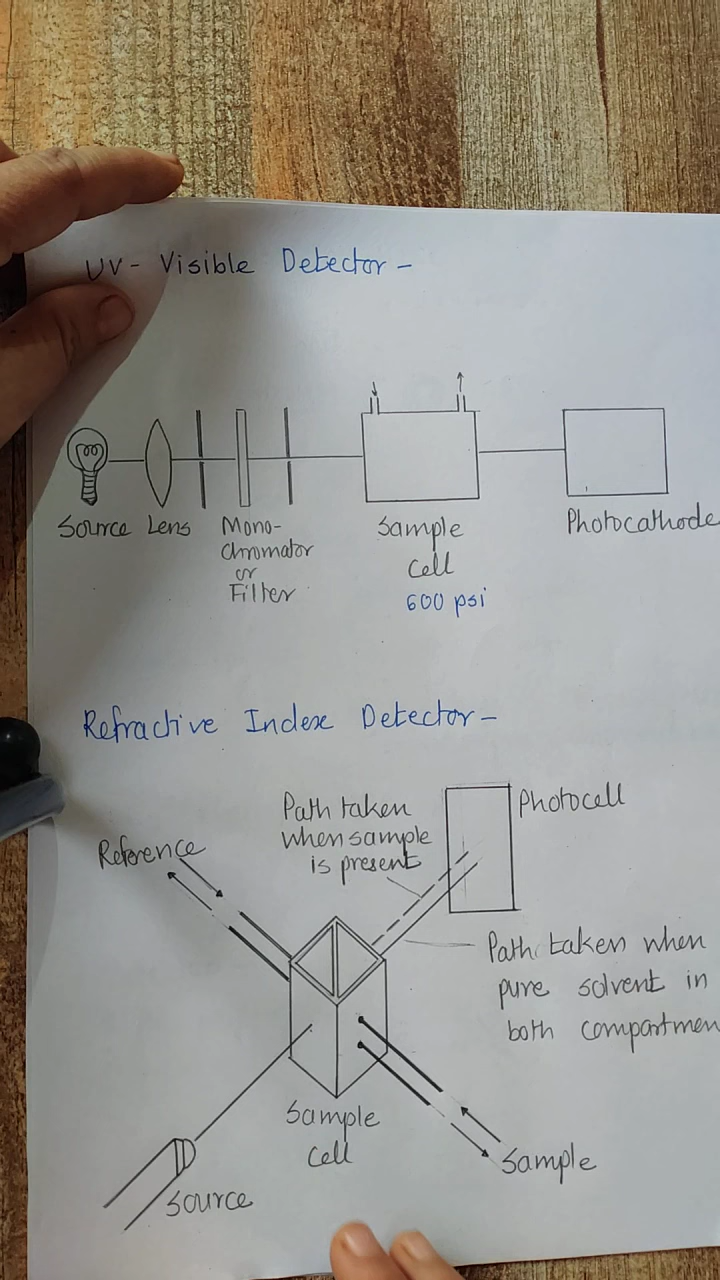 UV- Visible Detector -
Source
Lens
Mono-
chromator
or
Filter
Sample
Cell
600 psi
Photocathode
Refractive Index Detector -
Path taken
when sample
is present
Photocell
Reference
Path taken when
pure solvent in
both compartmen
Sample
Cell
Sample
Source